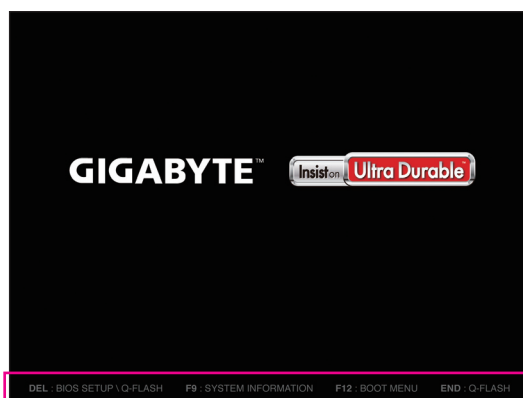 GIGABYTE™ Insist on Ultra Durable™
DEL : BIOS SETUP \ Q-FLASH F9 : SYSTEM INFORMATION F12 : BOOT MENU END : Q-FLASH